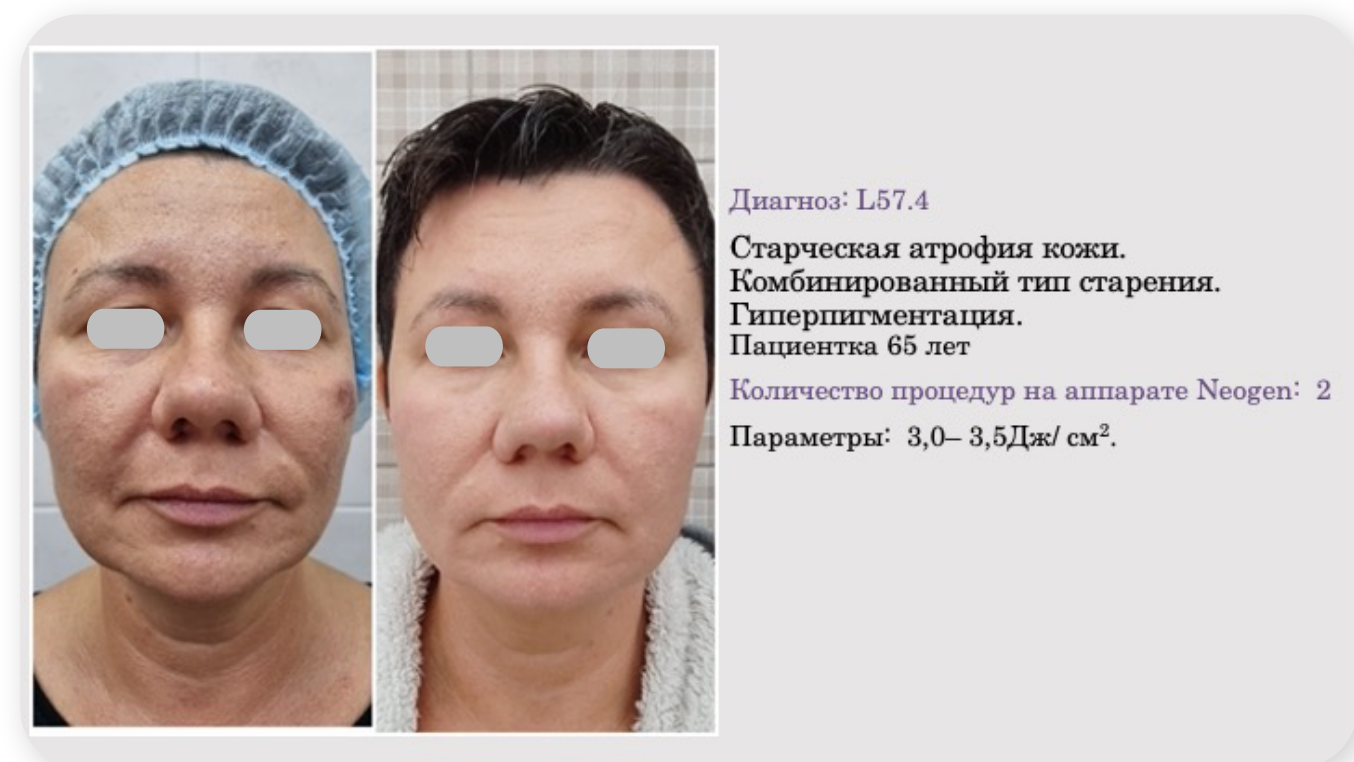 Диагноз: L57.4
Старческая атрофия кожи.
Комбинированный тип старения.
Гиперпигментация.
Пациентка 65 лет
Количество процедур на аппарате Neogen: 2
Параметры: 3,0– 3,5Дж/ см².